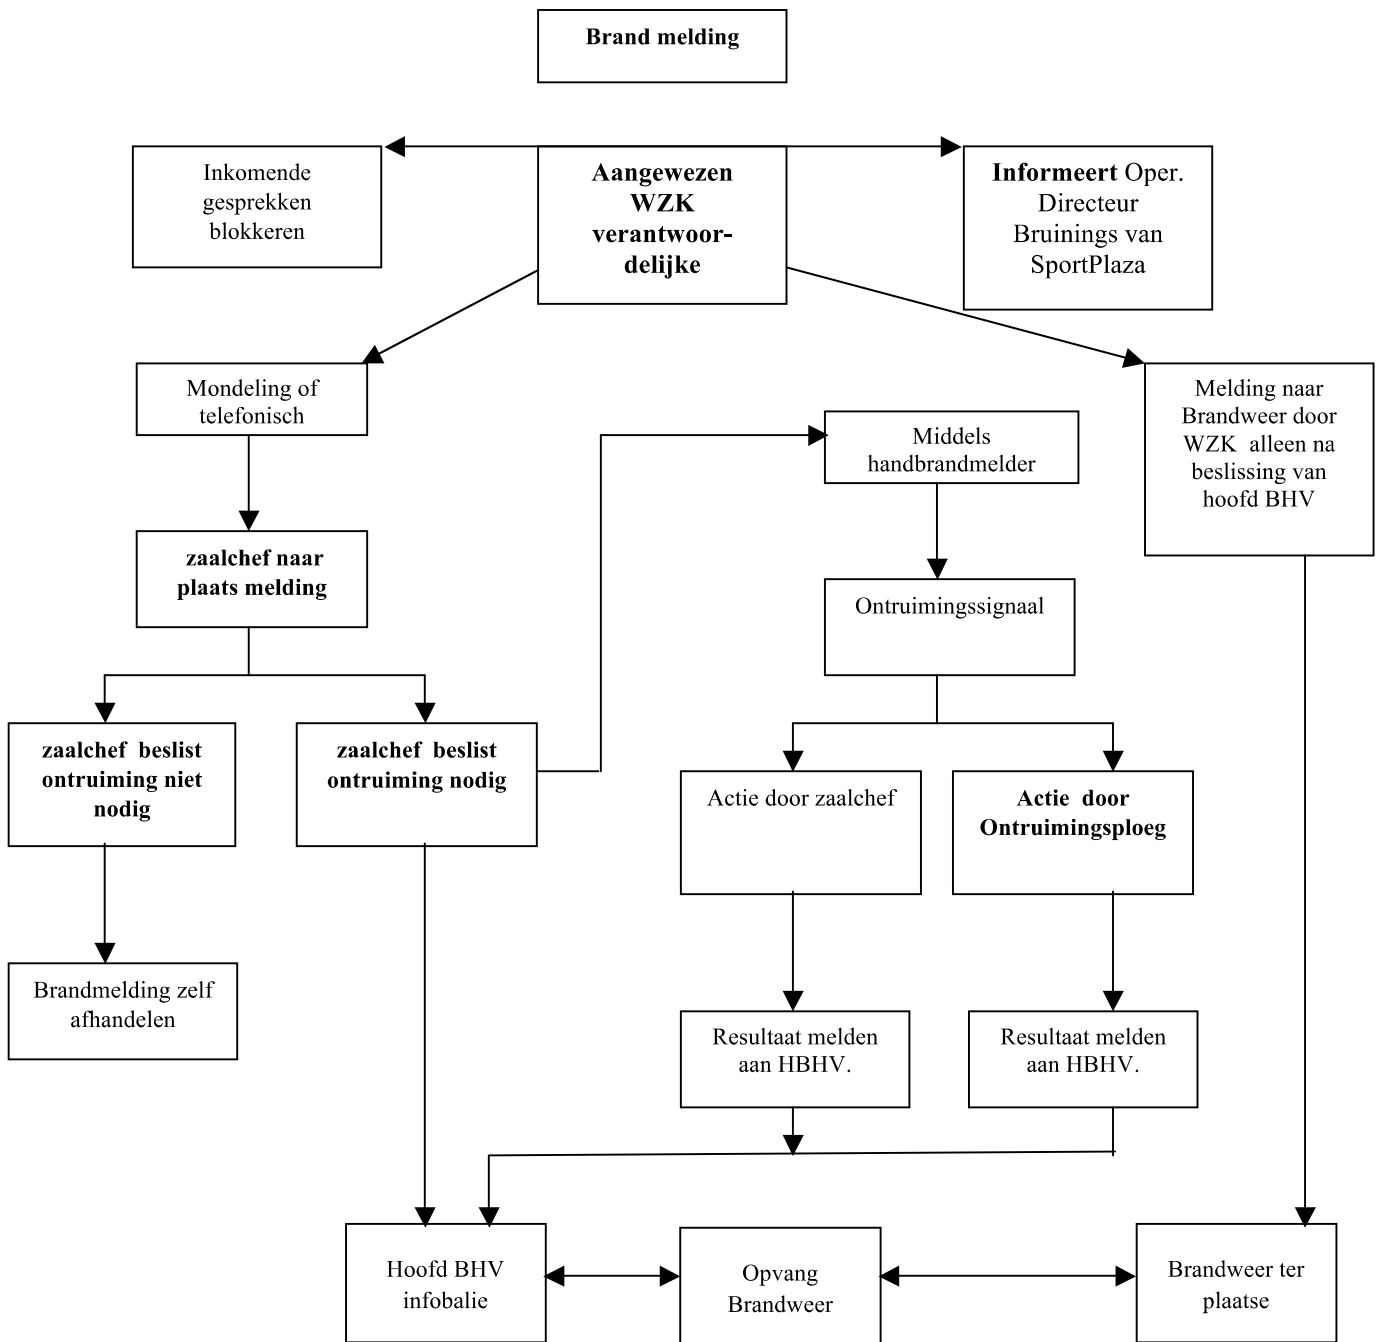 Brand melding
Inkomende
gesprekken
blokkeren
Aangewezen
WZK
verantwoor-
delijke
Informeert Oper.
Directeur
Bruinings van
SportPlaza
Mondeling of
telefonisch
Melding naar
Brandweer door
WZK alleen na
beslissing van
hoofd BHV
Middels
handbrandmelder
zaalchef naar
plaats melding
Ontruimingssignaal
zaalchef beslist
ontruiming niet
nodig
zaalchef beslist
ontruiming nodig
Actie door zaalchef
Actie door
Ontruimingsploeg
Brandmelding zelf
afhandelen
Resultaat melden
aan HBHV.
Resultaat melden
aan HBHV.
Hoofd BHV
infobalie
Opvang
Brandweer
Brandweer ter
plaatse